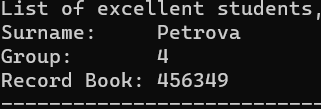 List of excellent students,
Surname: Petrova
Group: 4
Record Book: 456349
---------------------------